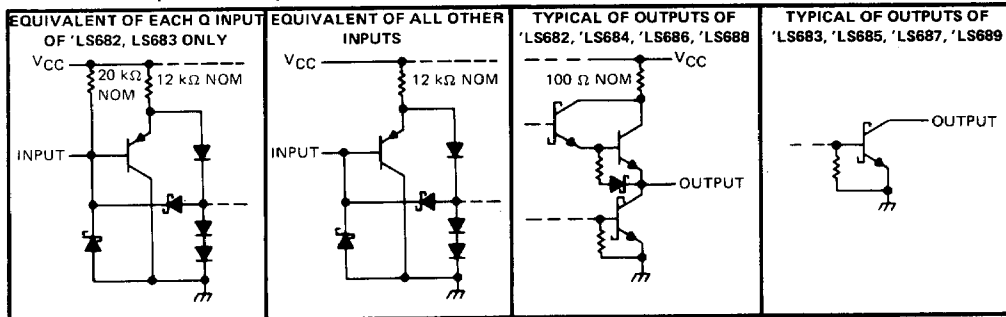 EQUIVALENT OF EACH Q INPUT
OF 'LS682, LS683 ONLY
VCC
20 kΩ
NOM
12 kΩ NOM
INPUT
EQUIVALENT OF ALL OTHER
INPUTS
VCC
12 kΩ NOM
INPUT
TYPICAL OF OUTPUTS OF
'LS682, 'LS684, 'LS686, 'LS688
VCC
100 Ω NOM
OUTPUT
TYPICAL OF OUTPUTS OF
'LS683, 'LS685, 'LS687, 'LS689
OUTPUT